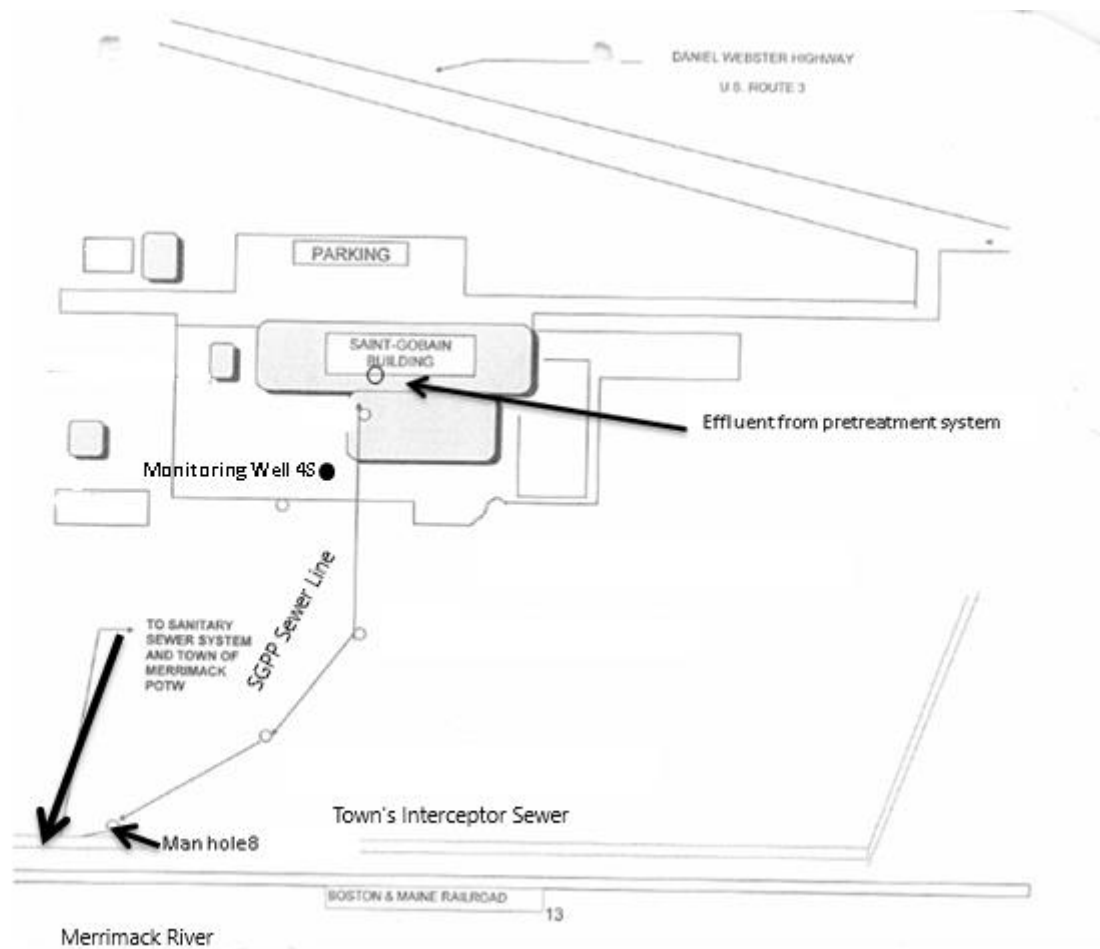 DANIEL WEBSTER HIGHWAY
U.S. ROUTE 3
PARKING
SAINT-GOBAIN
BUILDING
Effluent from pretreatment system
Monitoring Well 4S
SGPP Sewer Line
TO SANITARY
SEWER SYSTEM
AND TOWN OF
MERRIMACK
POTW
Town's Interceptor Sewer
Man hole8
BOSTON & MAINE RAILROAD
13
Merrimack River